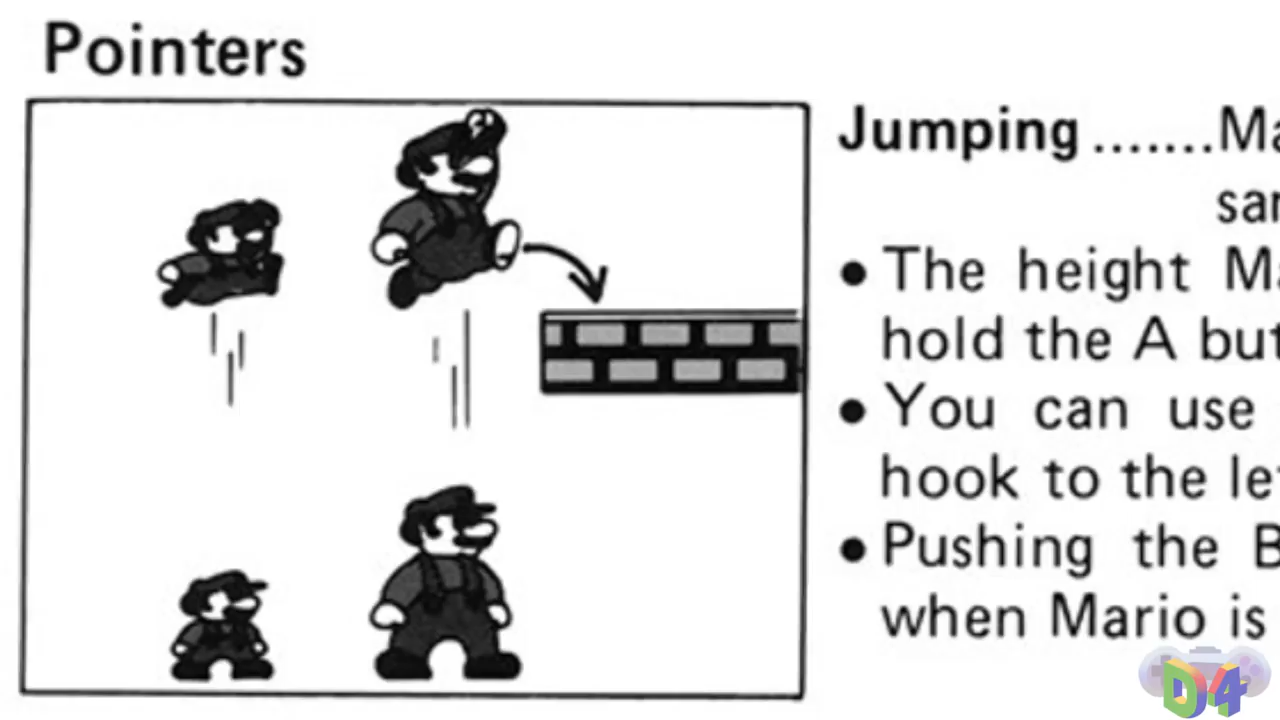 Pointers
Jumping .......Ma
sar
• The height Ma
hold the A but
• You can use
hook to the le
• Pushing the B
when Mario is
D4